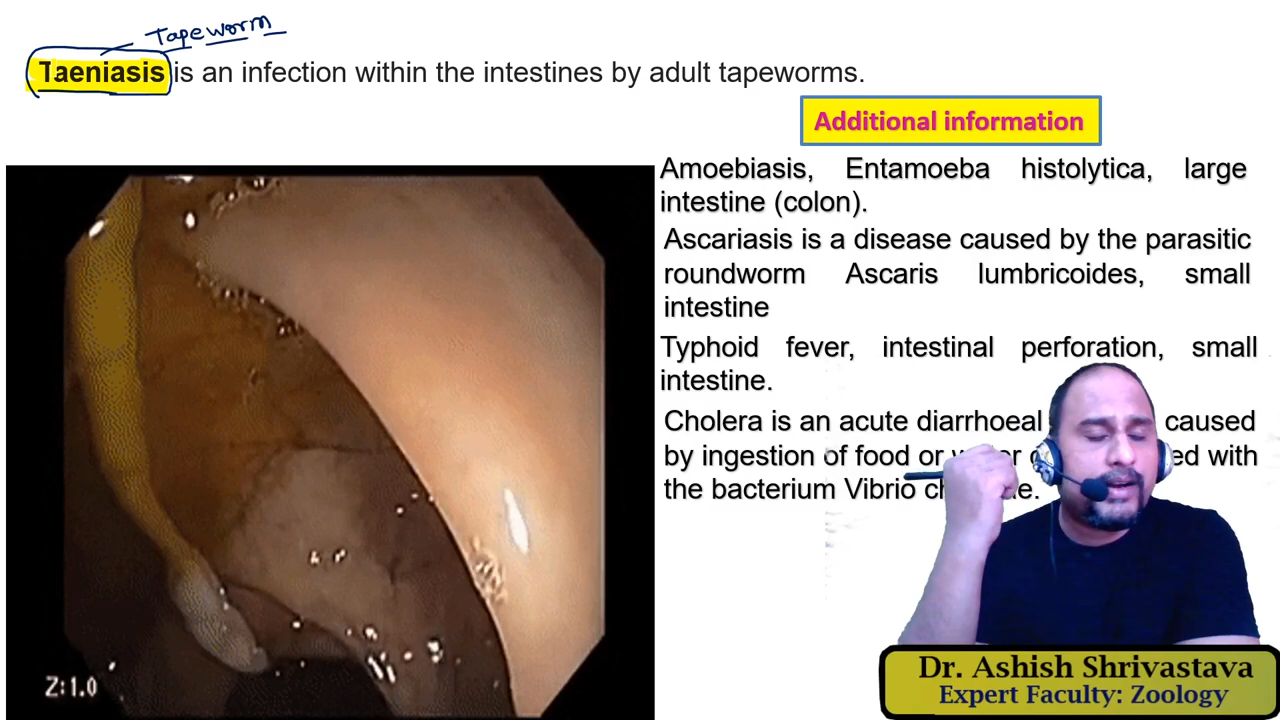 Tapeworm
Taeniasis is an infection within the intestines by adult tapeworms.
Additional information
Amoebiasis, Entamoeba histolytica, large
intestine (colon).
Ascariasis is a disease caused by the parasitic
roundworm Ascaris lumbricoides, small
intestine
Typhoid fever, intestinal perforation, small
intestine.
Cholera is an acute diarrhoeal caused
by ingestion of food or with
the bacterium Vibrio
Z:1.0
Dr. Ashish Shrivastava
Expert Faculty: Zoology